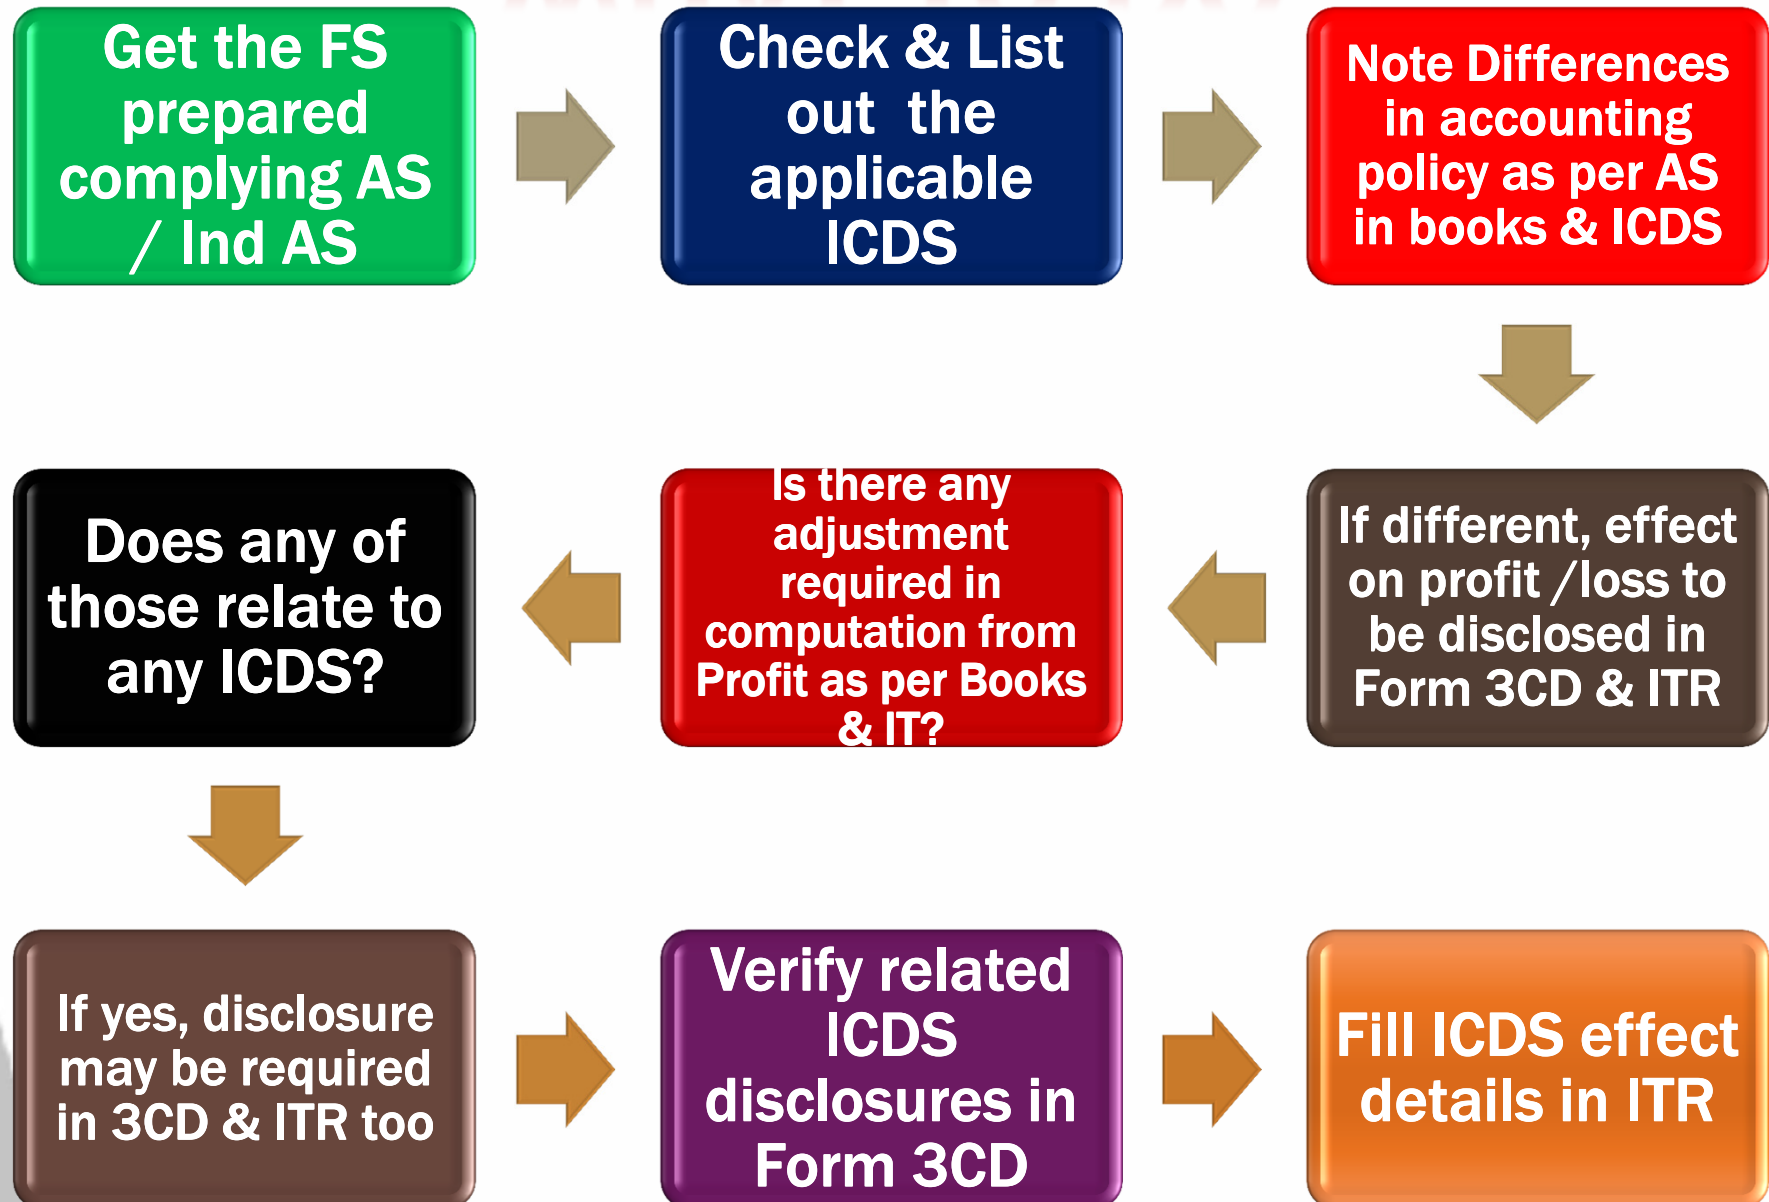 Get the FS
prepared
complying AS
/ Ind AS
Check & List
out the
applicable
ICDS
Note Differences
in accounting
policy as per AS
in books & ICDS
If different, effect
on profit /loss to
be disclosed in
Form 3CD & ITR
Is there any
adjustment
required in
computation from
Profit as per Books
& IT?
Does any of
those relate to
any ICDS?
If yes, disclosure
may be required
in 3CD & ITR too
Verify related
ICDS
disclosures in
Form 3CD
Fill ICDS effect
details in ITR